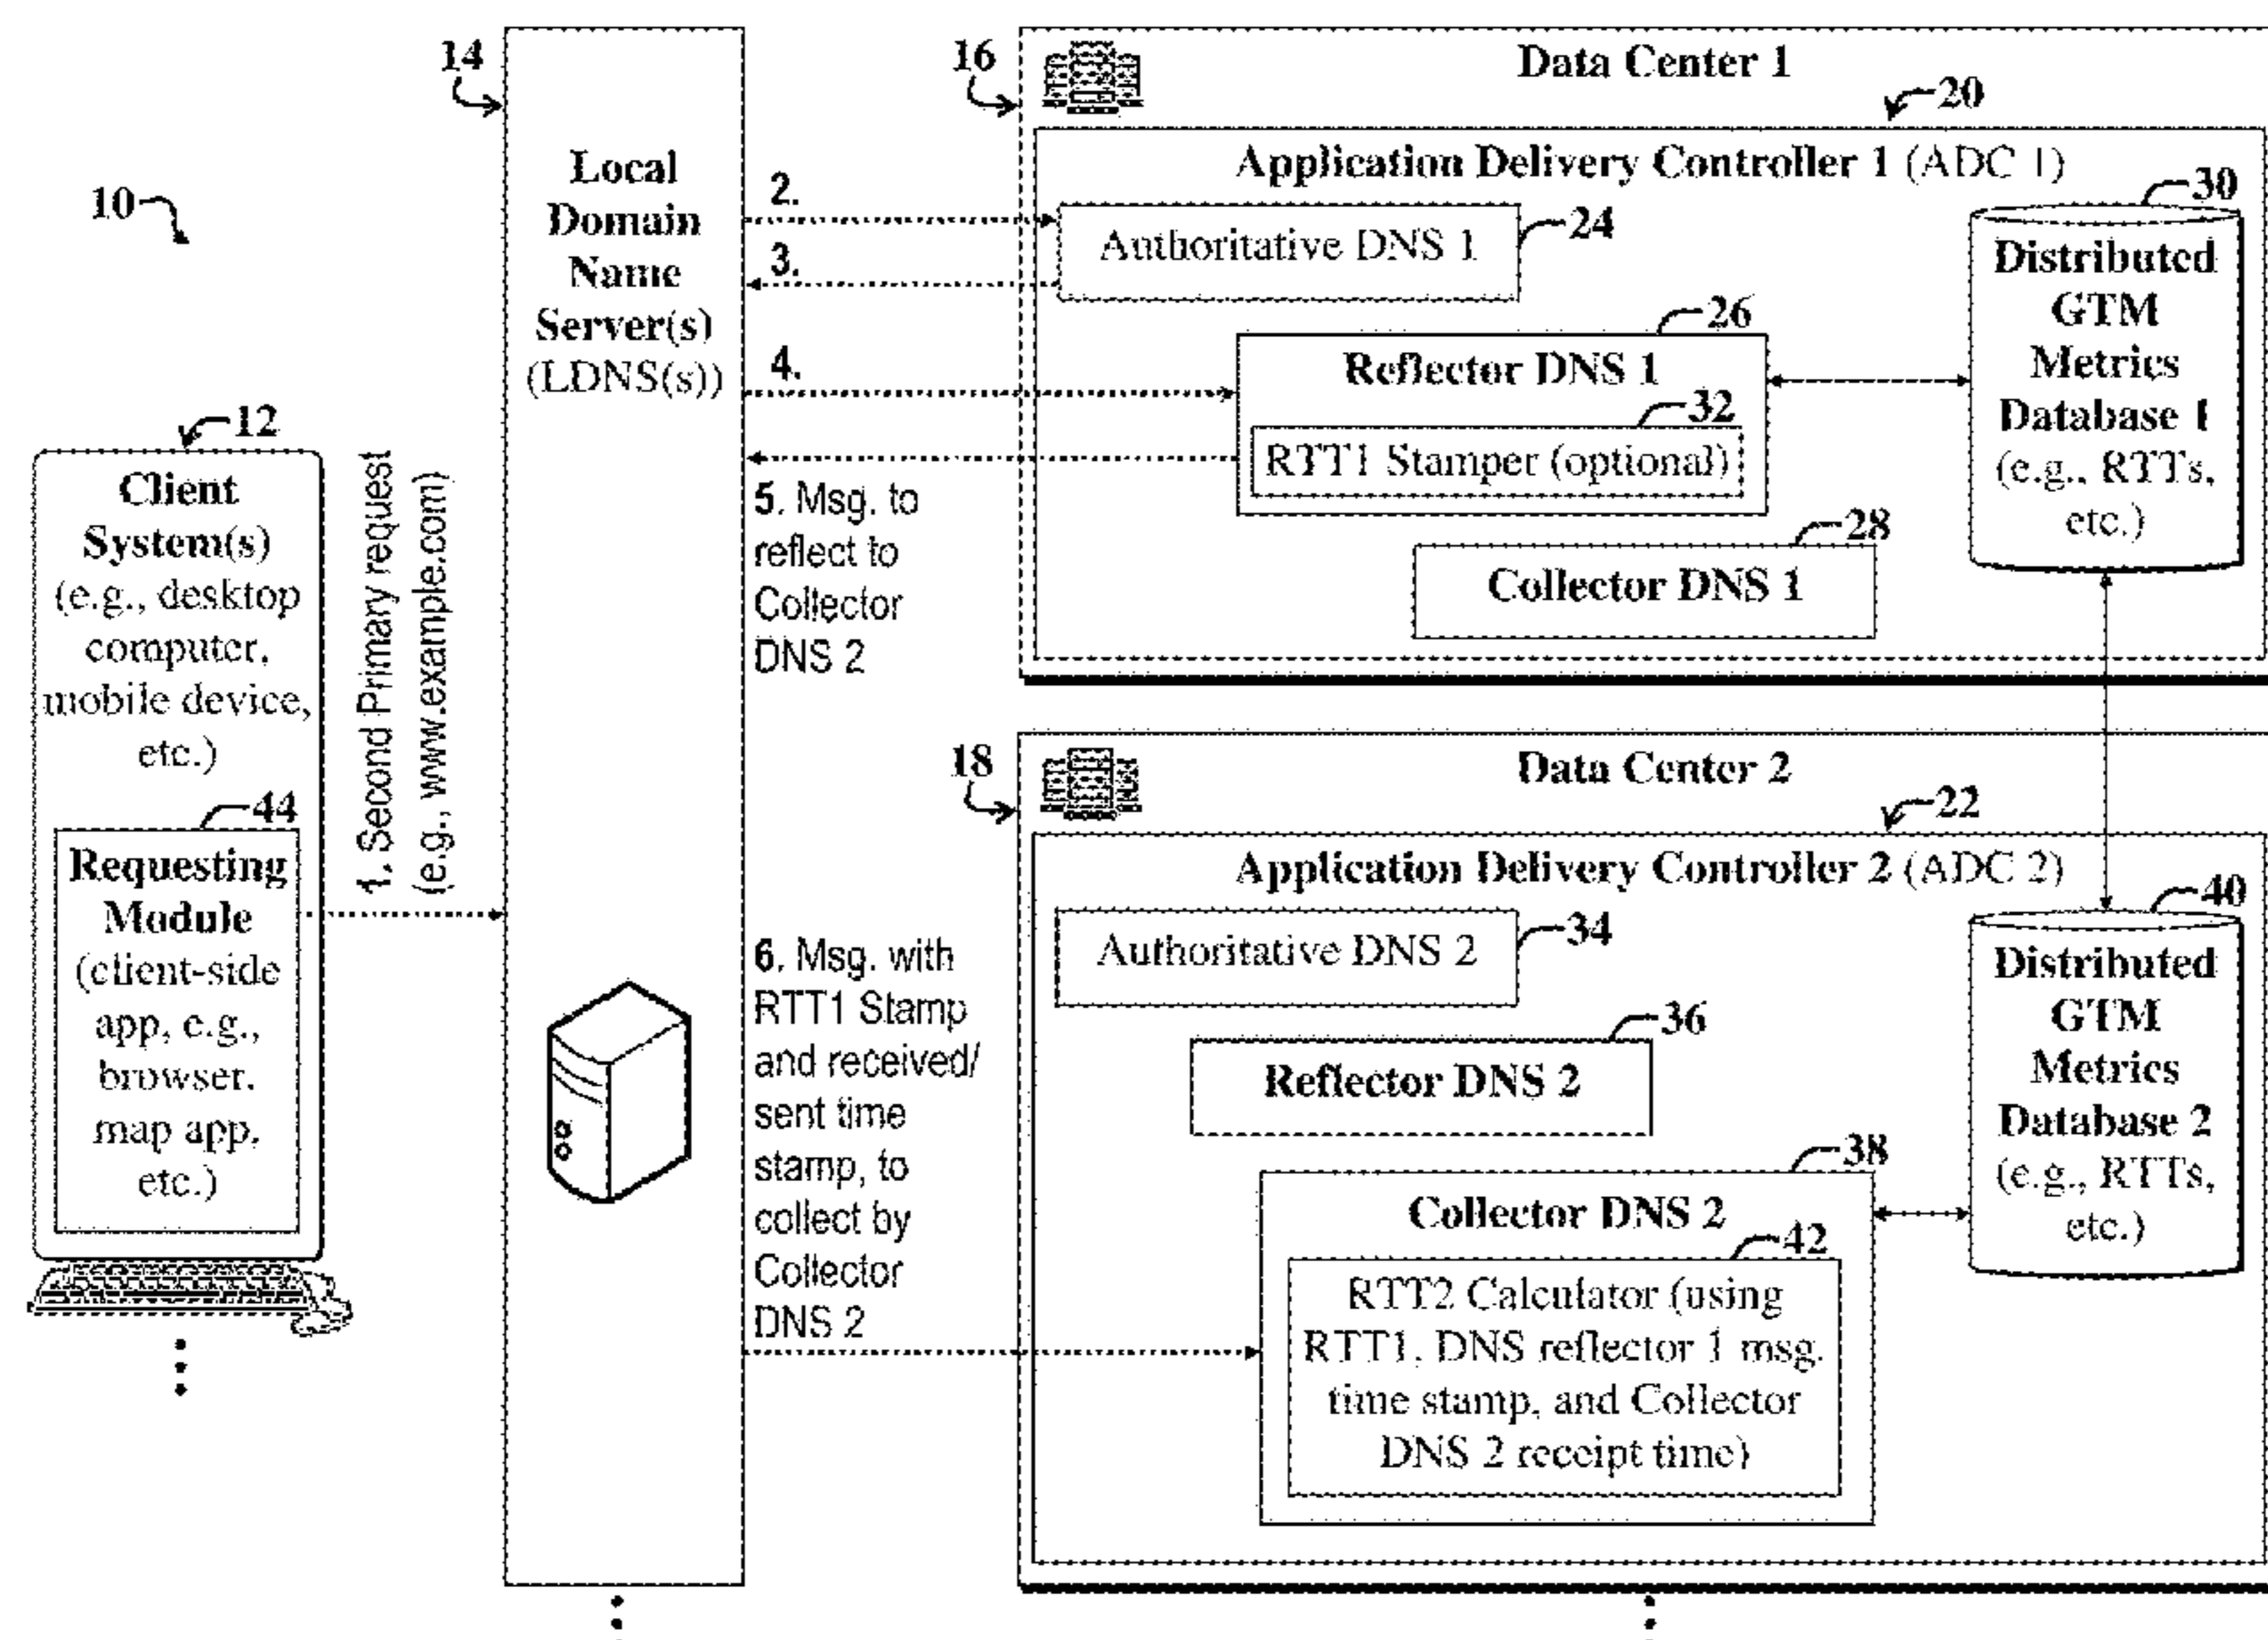 10
12
Client
System(s)
(e.g., desktop
computer,
mobile device,
etc.)
44
Requesting
Module
(client-side
app, e.g.,
browser,
map app,
etc.)
1. Second Primary request
(e.g., www.example.com)
14
Local
Domain
Name
Server(s)
(LDNS(s))
2.
3.
4.
5. Msg. to
reflect to
Collector
DNS 2
6. Msg. with
RTT1 Stamp
and received/
sent time
stamp, to
collect by
Collector
DNS 2
16
Data Center 1
20
Application Delivery Controller 1 (ADC 1)
Authoritative DNS 1
24
26
Reflector DNS 1
32
RTT1 Stamper (optional)
28
Collector DNS 1
30
Distributed
GTM
Metrics
Database 1
(e.g., RTTs,
etc.)
18
Data Center 2
22
Application Delivery Controller 2 (ADC 2)
Authoritative DNS 2
34
36
Reflector DNS 2
38
Collector DNS 2
42
RTT2 Calculator (using
RTT1, DNS reflector 1 msg.
time stamp, and Collector
DNS 2 receipt time)
40
Distributed
GTM
Metrics
Database 2
(e.g., RTTs,
etc.)